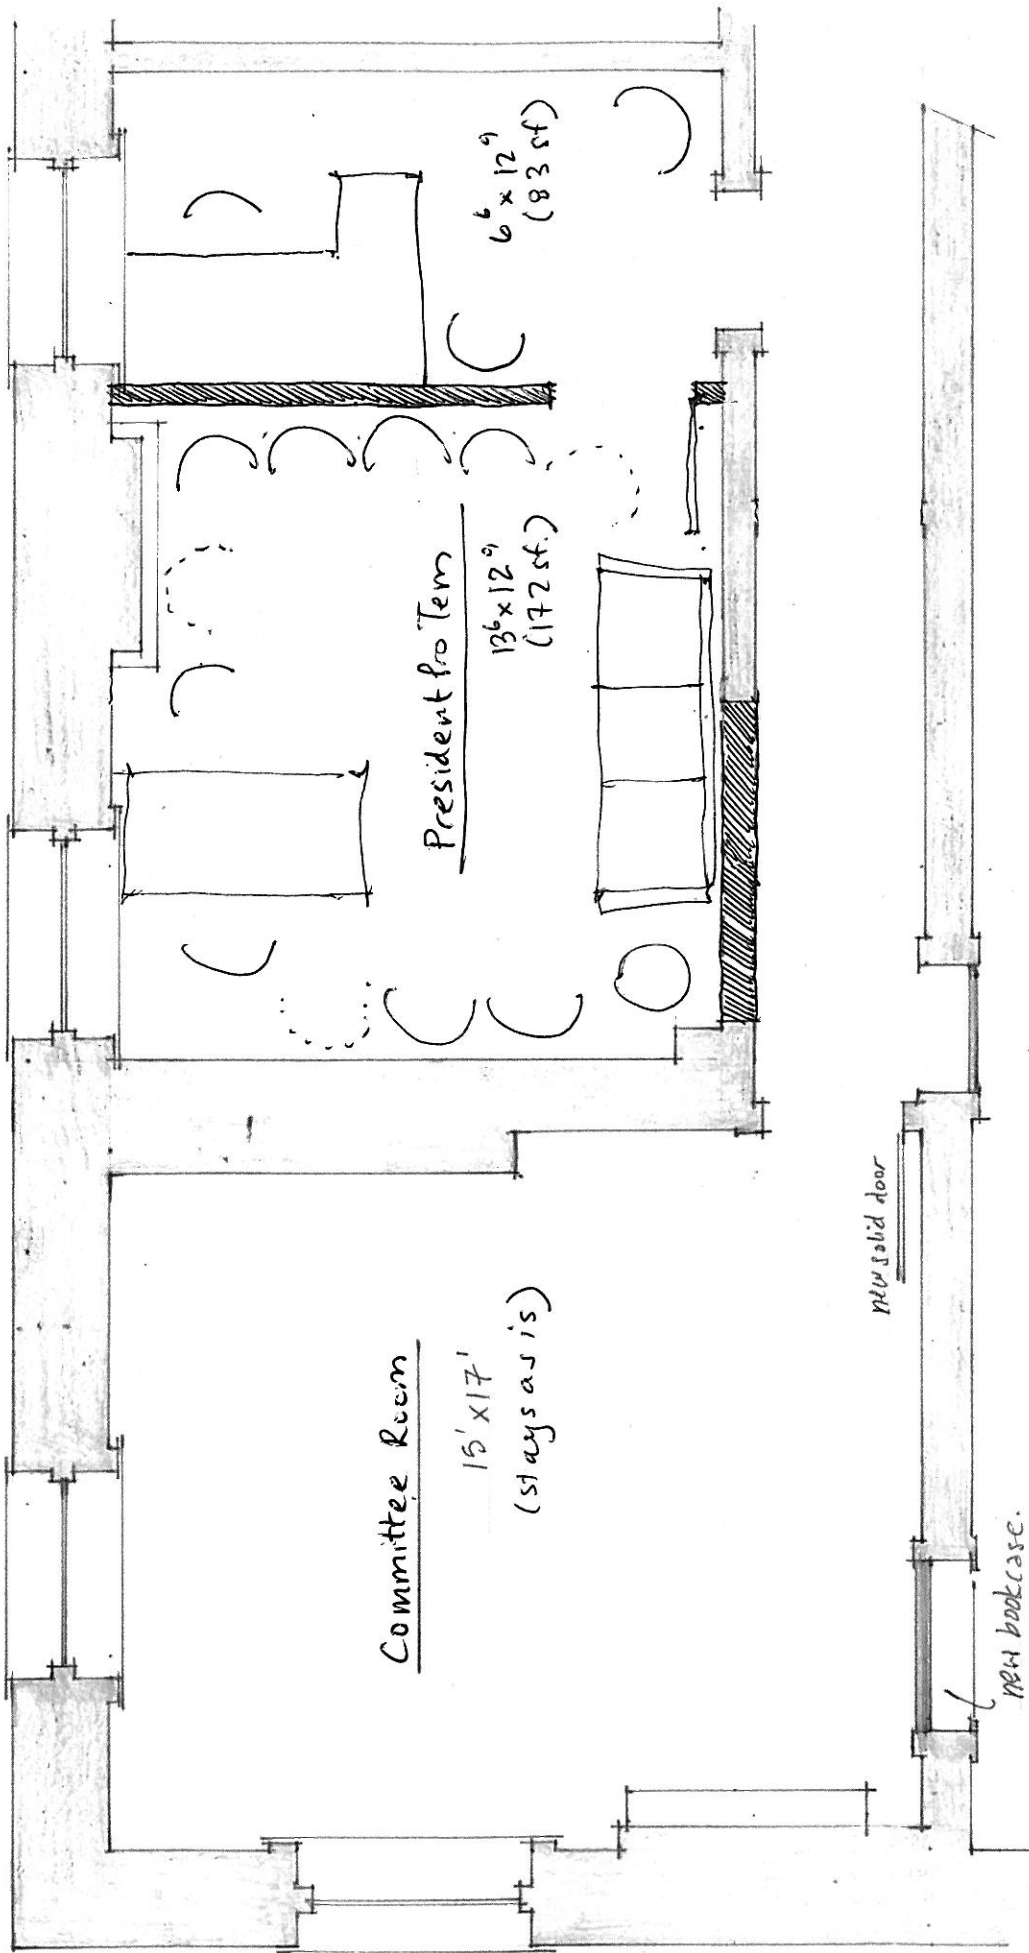 Committee Room
15' x 17'
(stays as is)
President Pro Tem
13⁶ x 12⁹
(172 sf.)
6⁶ x 12⁹
(83 sf)
new solid door
new bookcase.